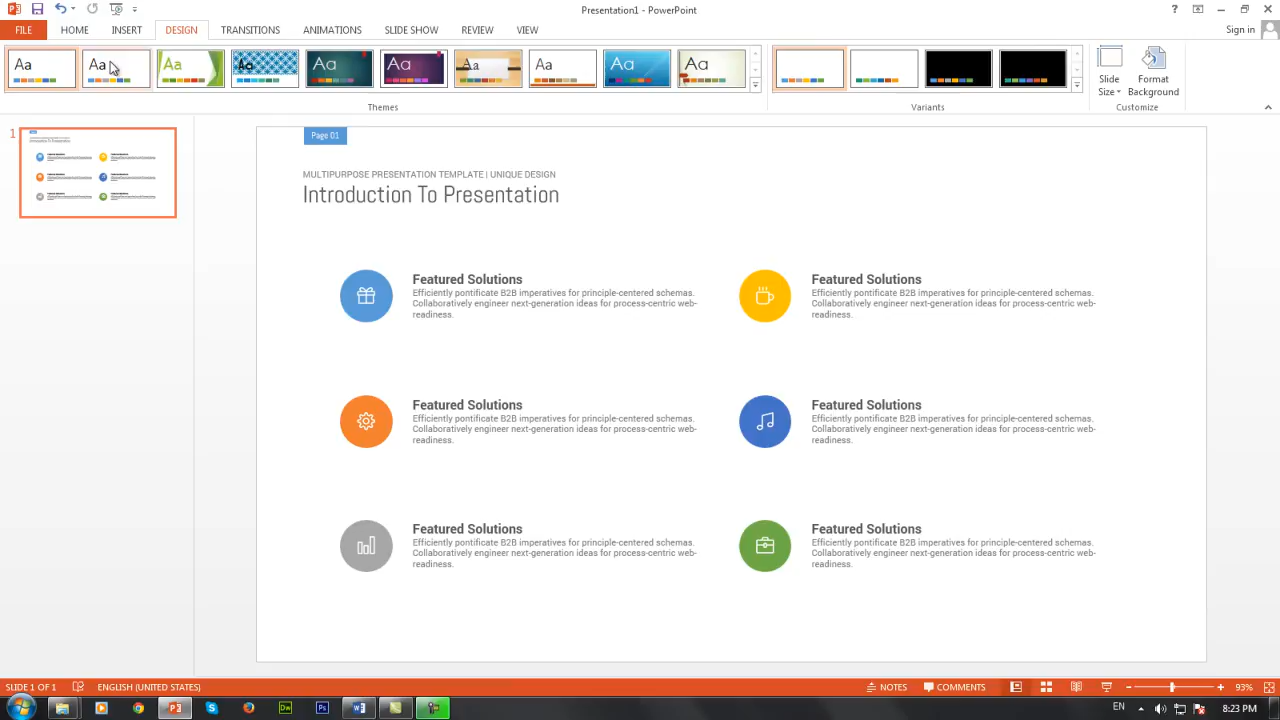 Presentation1 - PowerPoint
FILE
HOME
INSERT
DESIGN
TRANSITIONS
ANIMATIONS
SLIDE SHOW
REVIEW
VIEW
Sign in
Aa
Aa
Aa
Aa
Aa
Aa
Aa
Aa
Aa
Aa
Slide
Size
Format
Background
Themes
Variants
Customize
1
Page 01
MULTIPURPOSE PRESENTATION TEMPLATE | UNIQUE DESIGN
Introduction To Presentation
Featured Solutions
Efficiently pontificate B2B imperatives for principle-centered schemas.
Collaboratively engineer next-generation ideas for process-centric web-
readiness.
Featured Solutions
Efficiently pontificate B2B imperatives for principle-centered schemas.
Collaboratively engineer next-generation ideas for process-centric web-
readiness.
Featured Solutions
Efficiently pontificate B2B imperatives for principle-centered schemas.
Collaboratively engineer next-generation ideas for process-centric web-
readiness.
Featured Solutions
Efficiently pontificate B2B imperatives for principle-centered schemas.
Collaboratively engineer next-generation ideas for process-centric web-
readiness.
Featured Solutions
Efficiently pontificate B2B imperatives for principle-centered schemas.
Collaboratively engineer next-generation ideas for process-centric web-
readiness.
Featured Solutions
Efficiently pontificate B2B imperatives for principle-centered schemas.
Collaboratively engineer next-generation ideas for process-centric web-
readiness.
SLIDE 1 OF 1
ENGLISH (UNITED STATES)
NOTES
COMMENTS
93%
EN
8:23 PM